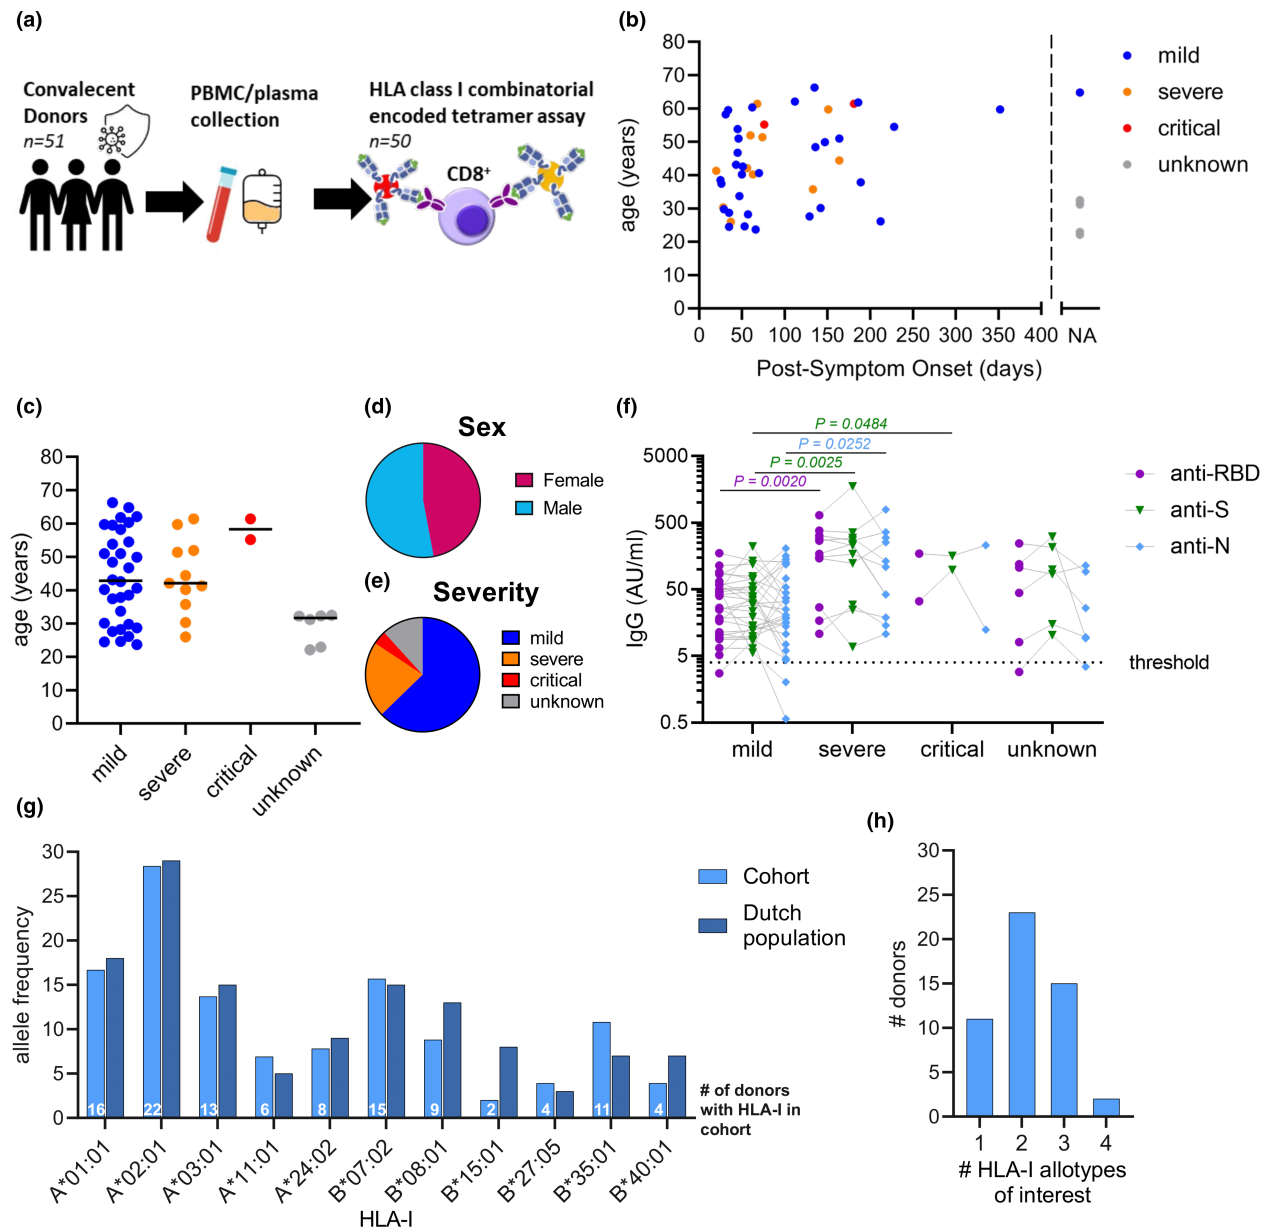 (a)
Convalecent
Donors
n=51
PBMC/plasma
collection
HLA class I combinatorial
encoded tetramer assay
n=50
CD8+
(b)
80
70
60
50
40
30
20
10
0
age (years)
0 50 100 150 200 250 300 350 400 NA
Post-Symptom Onset (days)
mild
severe
critical
unknown
(c)
80
70
60
50
40
30
20
10
0
age (years)
mild
severe
critical
unknown
(d)
Sex
Female
Male
(e)
Severity
mild
severe
critical
unknown
(f)
P = 0.0484
P = 0.0252
P = 0.0025
P = 0.0020
5000
500
50
5
0.5
IgG (AU/ml)
threshold
mild severe critical unknown
anti-RBD
anti-S
anti-N
(g)
30
25
20
15
10
5
0
allele frequency
16 22 13 6 8 15 9 2 4 11 4
# of donors
with HLA-I in
cohort
A*01:01
A*02:01
A*03:01
A*11:01
A*24:02
B*07:02
B*08:01
B*15:01
B*27:05
B*35:01
B*40:01
HLA-I
Cohort
Dutch
population
(h)
30
25
20
15
10
5
0
# donors
1 2 3 4
# HLA-I allotypes
of interest